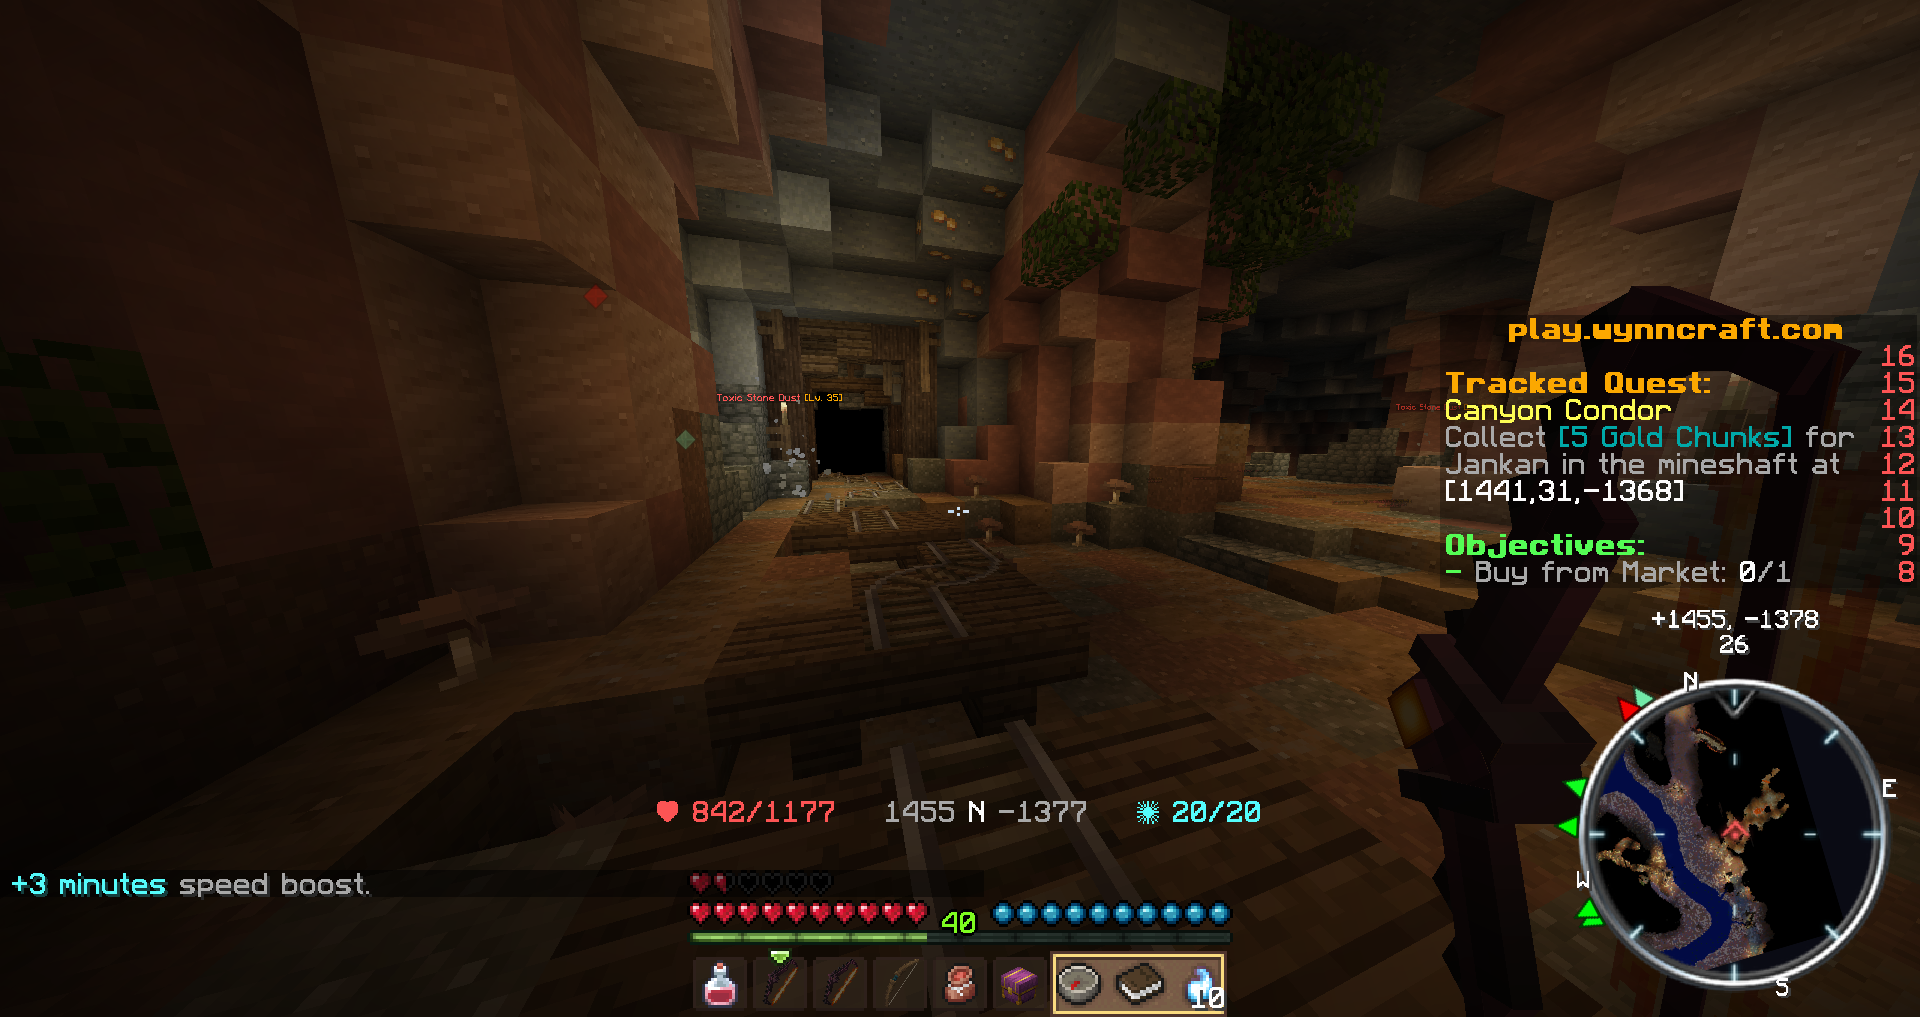 play.wynncraft.com
16
Tracked Quest: 15
Canyon Condor 14
Collect [5 Gold Chunks] for 13
Jankan in the mineshaft at 12
[1441,31,-1368] 11
10
Objectives: 9
- Buy from Market: 0/1 8
Toxic Stone Dust [Lv. 35]
Toxic Stone
+1455, -1378
26
N
E
W
S
842/1177 1455 N -1377 20/20
+3 minutes speed boost.
40
10